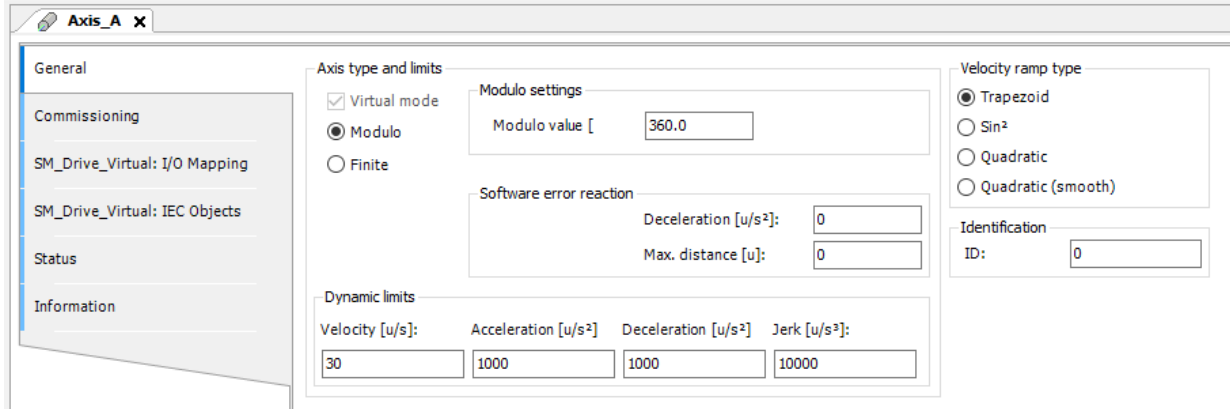 Axis_A X
General
Commissioning
SM_Drive_Virtual: I/O Mapping
SM_Drive_Virtual: IEC Objects
Status
Information
Axis type and limits
Virtual mode
Modulo
Finite
Modulo settings
Modulo value [ 360.0
Software error reaction
Deceleration [u/s²]: 0
Max. distance [u]: 0
Dynamic limits
Velocity [u/s]: Acceleration [u/s²] Deceleration [u/s²] Jerk [u/s³]:
30 1000 1000 10000
Velocity ramp type
Trapezoid
Sin²
Quadratic
Quadratic (smooth)
Identification
ID: 0